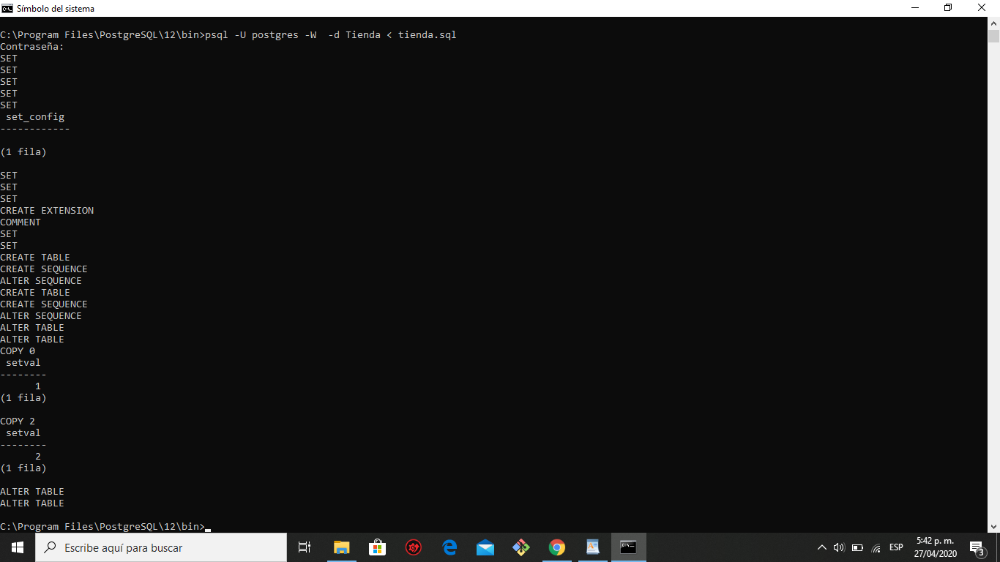 Símbolo del sistema
C:\Program Files\PostgreSQL\12\bin>psql -U postgres -W  -d Tienda < tienda.sql
Contraseña:
SET
SET
SET
SET
SET
 set_config
------------

(1 fila)

SET
SET
SET
CREATE EXTENSION
COMMENT
SET
SET
CREATE TABLE
CREATE SEQUENCE
ALTER SEQUENCE
CREATE TABLE
CREATE SEQUENCE
ALTER SEQUENCE
ALTER TABLE
ALTER TABLE
COPY 0
 setval
--------
      1
(1 fila)

COPY 2
 setval
--------
      2
(1 fila)

ALTER TABLE
ALTER TABLE

C:\Program Files\PostgreSQL\12\bin>
Escribe aquí para buscar
ESP
5:42 p. m.
27/04/2020
3